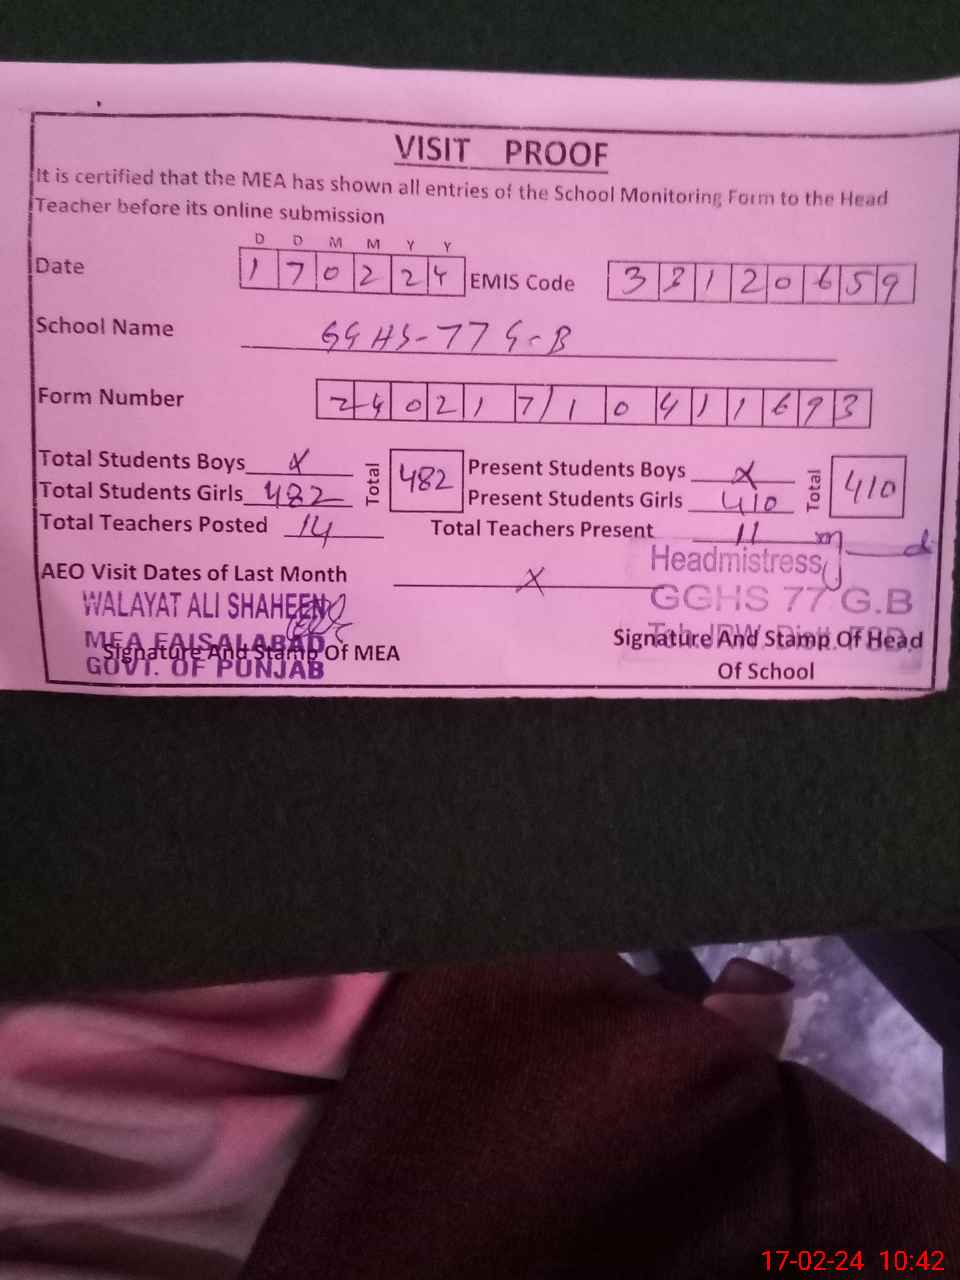 VISIT PROOF
It is certified that the MEA has shown all entries of the School Monitoring Form to the Head
Teacher before its online submission
D D M M Y Y
Date 1 7 0 2 2 4 EMIS Code 3 3 1 2 0 6 5 9
School Name GGHS-77 G-B
Form Number 2 4 0 2 1 7 / 1 0 4 1 1 6 9 3
Total Students Boys x Total 482 Present Students Boys x Total 410
Total Students Girls 482 Present Students Girls 410
Total Teachers Posted 14 Total Teachers Present 11
AEO Visit Dates of Last Month x
Headmistress
GGHS 77 G.B
WALAYAT ALI SHAHEEN
MEA FAISALABAD
GOVT. OF PUNJAB
Signature And Stamp Of MEA
Signature And Stamp Of Head
Of School
17-02-24 10:42